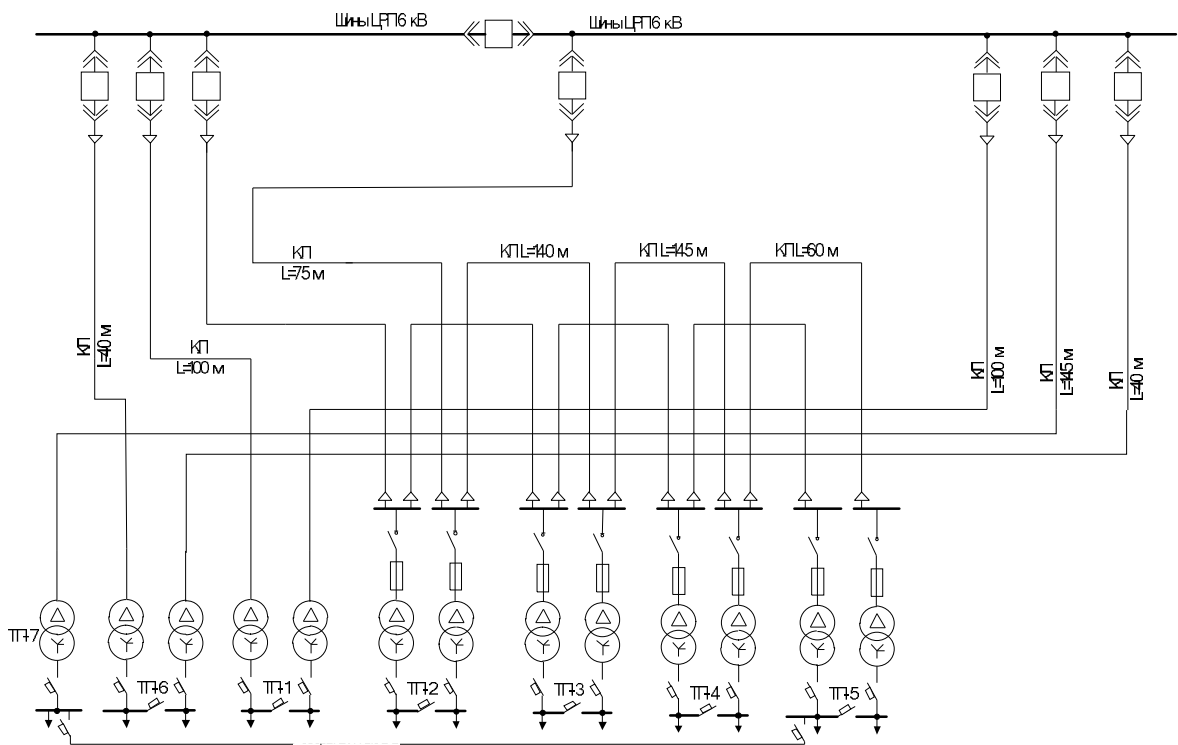 Шины ЦРП 6 кВ
Шины ЦРП 6 кВ
КЛ
L=75 м
КЛ L=140 м
КЛ L=145 м
КЛ L=60 м
КЛ
L=40 м
КЛ
L=100 м
КЛ
L=100 м
КЛ
L=145 м
КЛ
L=40 м
ТП-7
ТП-6
ТП-1
ТП-2
ТП-3
ТП-4
ТП-5